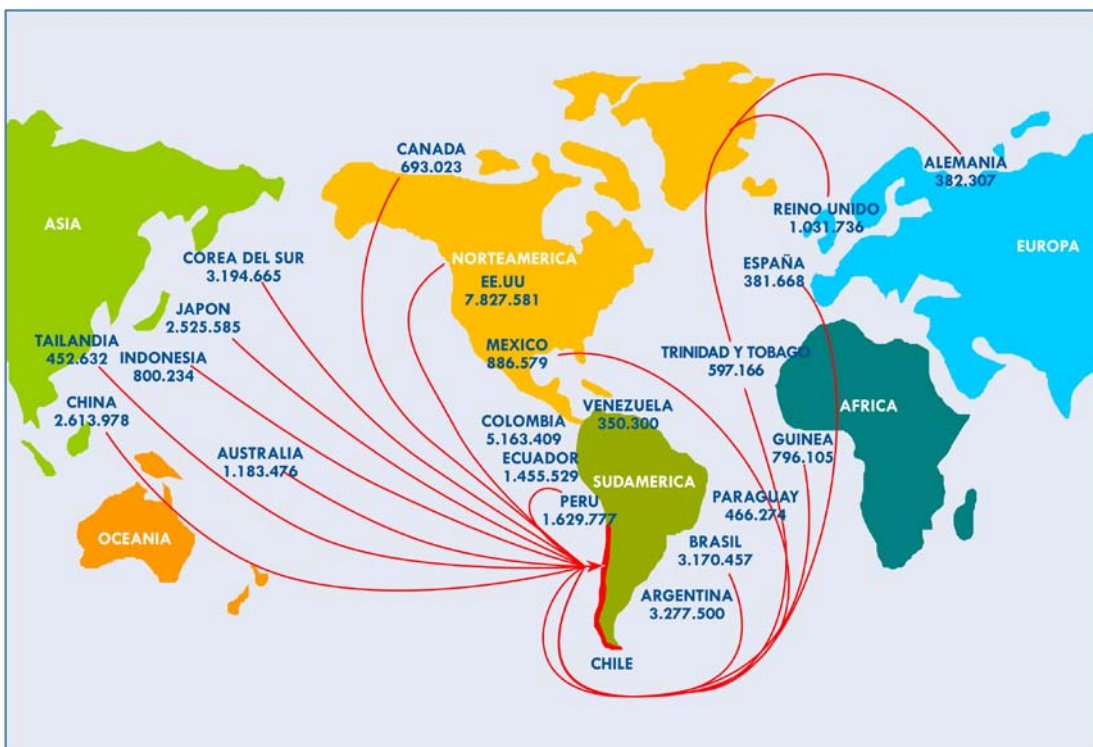 CANADA
693.023
ALEMANIA
382.307
REINO UNIDO
1.031.736
ASIA
EUROPA
COREA DEL SUR
3.194.665
NORTEAMERICA
EE.UU
7.827.581
ESPAÑA
381.668
JAPON
2.525.585
TAILANDIA
452.632
INDONESIA
800.234
MEXICO
886.579
TRINIDAD Y TOBAGO
597.166
CHINA
2.613.978
COLOMBIA
5.163.409
VENEZUELA
350.300
AFRICA
ECUADOR
1.455.529
GUINEA
796.105
AUSTRALIA
1.183.476
SUDAMERICA
PERU
1.629.777
PARAGUAY
466.274
OCEANIA
BRASIL
3.170.457
ARGENTINA
3.277.500
CHILE